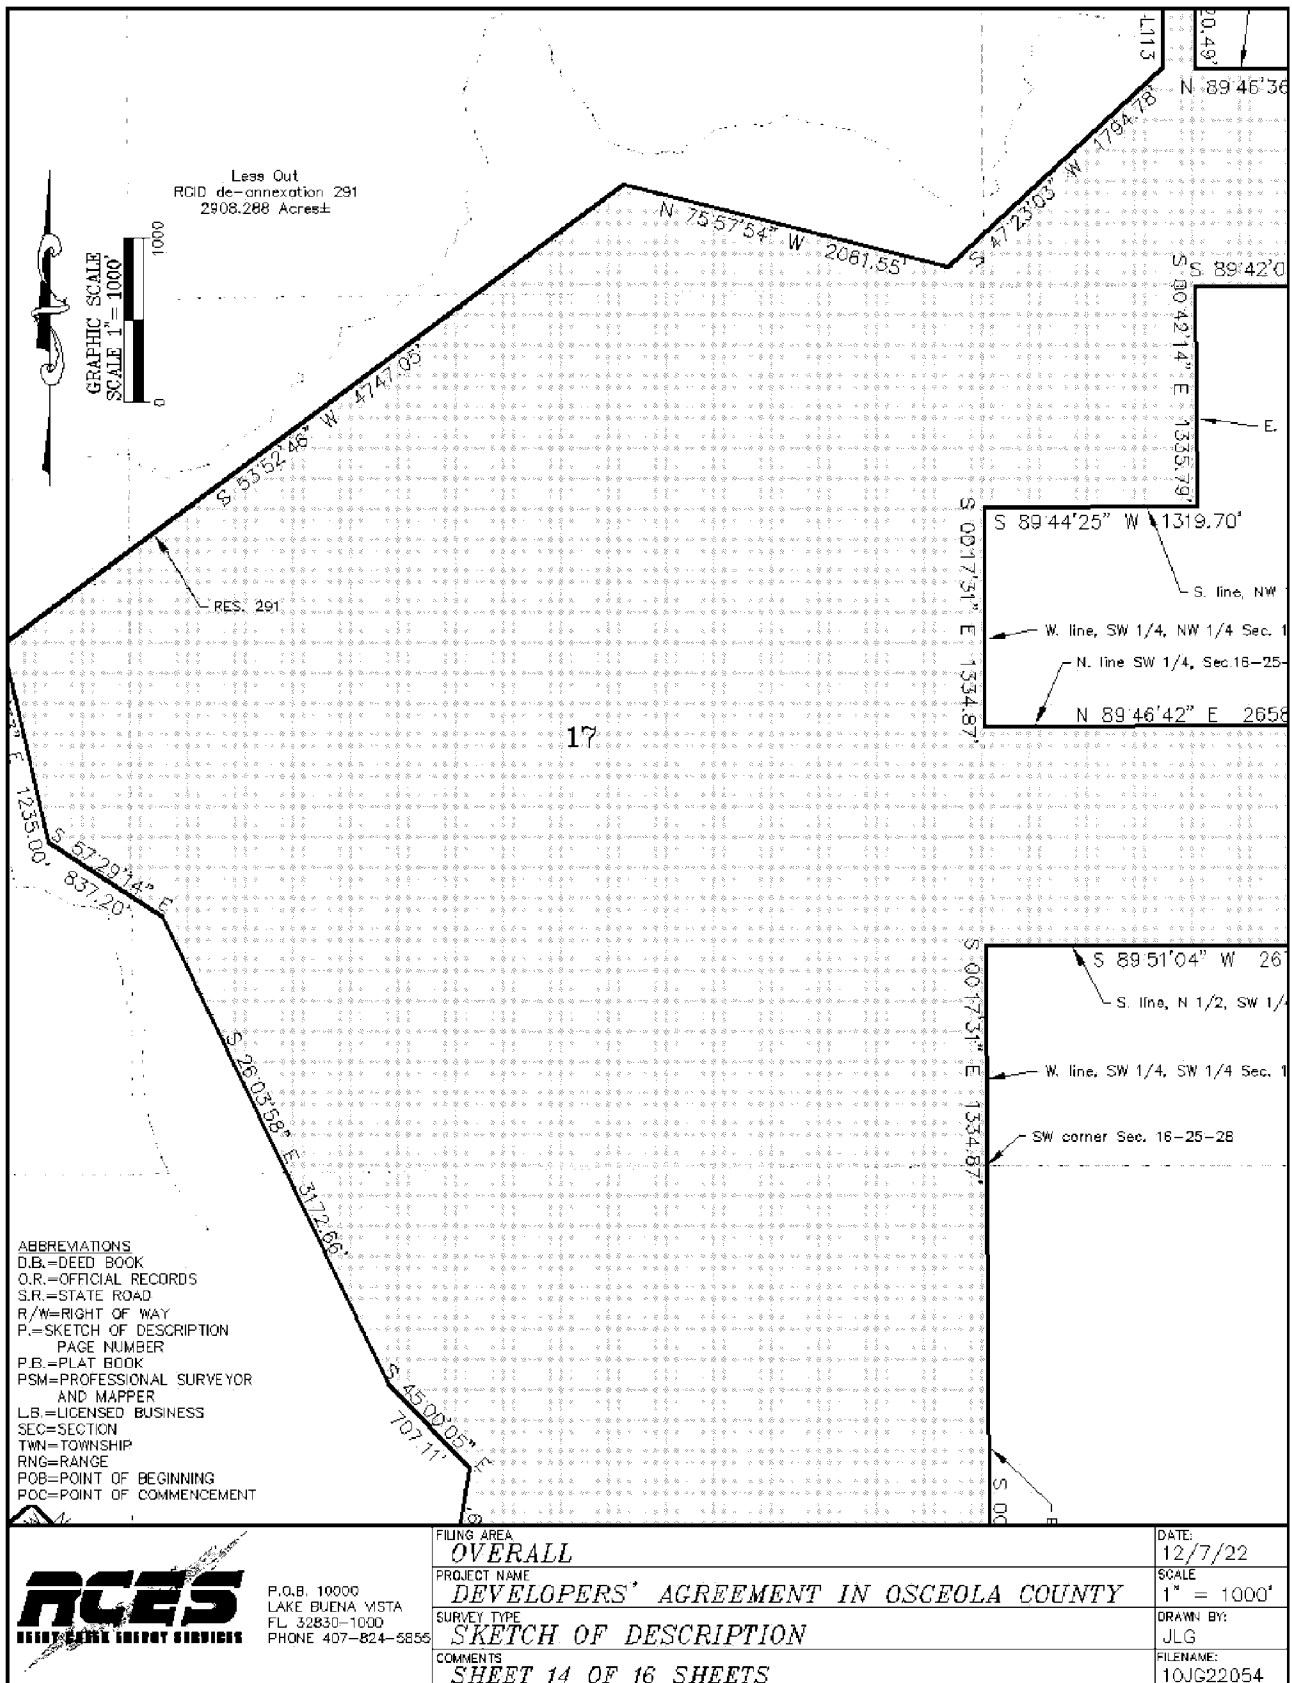 L113
20.49'
N 89°46'36
Less Out
RCID de-annexation 291
2908.288 Acres±
GRAPHIC SCALE
SCALE 1"=1000'
0
1000
N 75°57'54" W 2081.55'
S 47°23'03" W 1794.78'
S 89°42'0
S 00°42'14" E 1335.79'
E.
S 53°52'46" W 4747.05'
RES. 291
S 89°44'25" W 1319.70'
S. line, NW
S 00°17'31" E 1334.87'
W. line, SW 1/4, NW 1/4 Sec. 1
N. line SW 1/4, Sec.16-25-
N 89°46'42" E 2658
17
" E 1235.00'
S 57°29'14" E
837.20'
S 89°51'04" W 26
S. line, N 1/2, SW 1/4
S 00°17'31" E 1334.87'
W. line, SW 1/4, SW 1/4 Sec. 1
SW corner Sec. 16-25-28
S 26°03'58" E 3172.66'
S 45°00'05" E
707.11'
S 00
ABBREVIATIONS
D.B.=DEED BOOK
O.R.=OFFICIAL RECORDS
S.R.=STATE ROAD
R/W=RIGHT OF WAY
P.=SKETCH OF DESCRIPTION
PAGE NUMBER
P.B.=PLAT BOOK
PSM=PROFESSIONAL SURVEYOR
AND MAPPER
L.B.=LICENSED BUSINESS
SEC=SECTION
TWN=TOWNSHIP
RNG=RANGE
POB=POINT OF BEGINNING
POC=POINT OF COMMENCEMENT
W N
RCES
REEDY CREEK ENERGY SERVICES
P.O.B. 10000
LAKE BUENA VISTA
FL 32830-1000
PHONE 407-824-5855
FILING AREA
OVERALL
PROJECT NAME
DEVELOPERS' AGREEMENT IN OSCEOLA COUNTY
SURVEY TYPE
SKETCH OF DESCRIPTION
COMMENTS
SHEET 14 OF 16 SHEETS
DATE:
12/7/22
SCALE
1" = 1000'
DRAWN BY:
JLG
FILENAME:
10JG22054